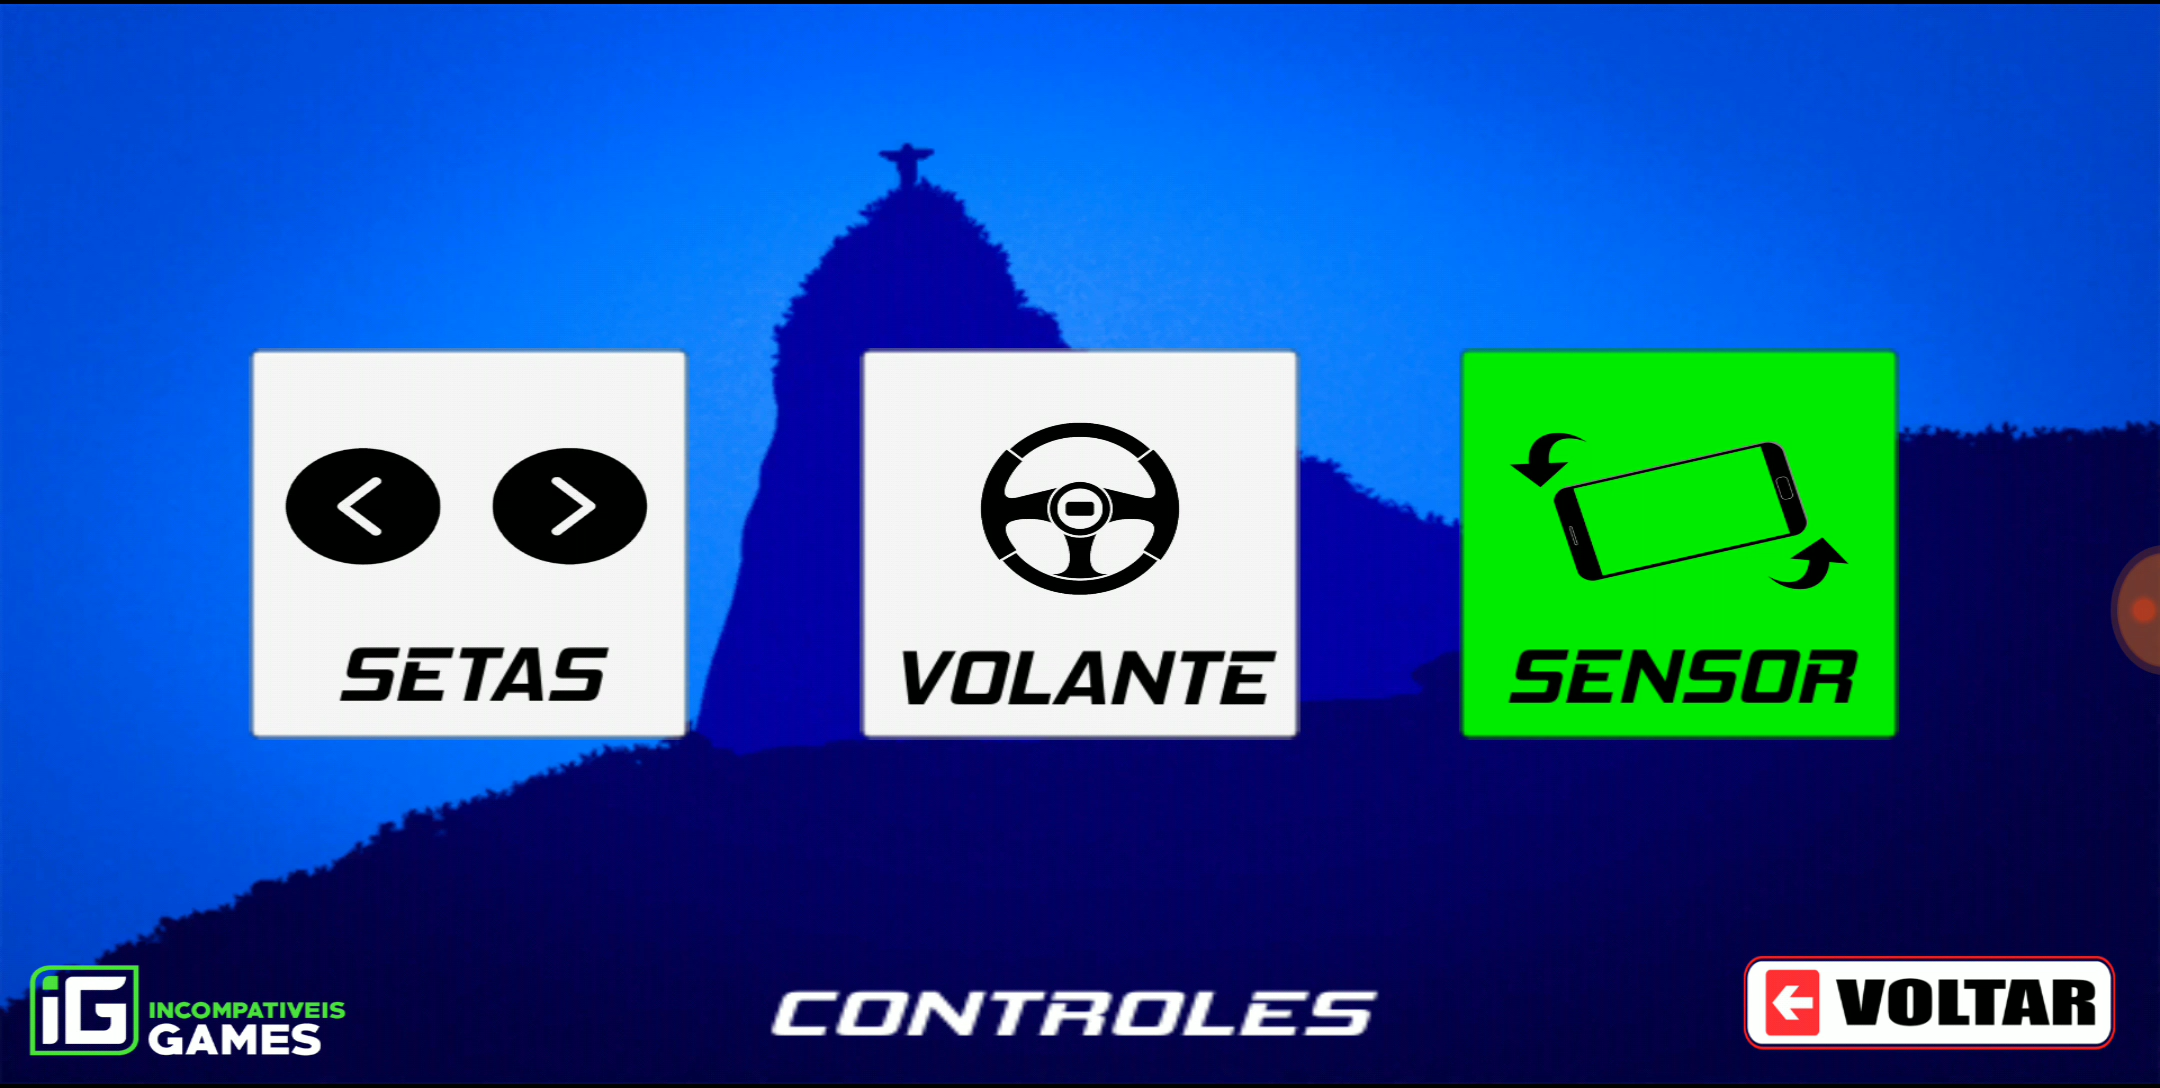 SETAS
VOLANTE
SENSOR
iG INCOMPATIVEIS
GAMES
CONTROLES
VOLTAR